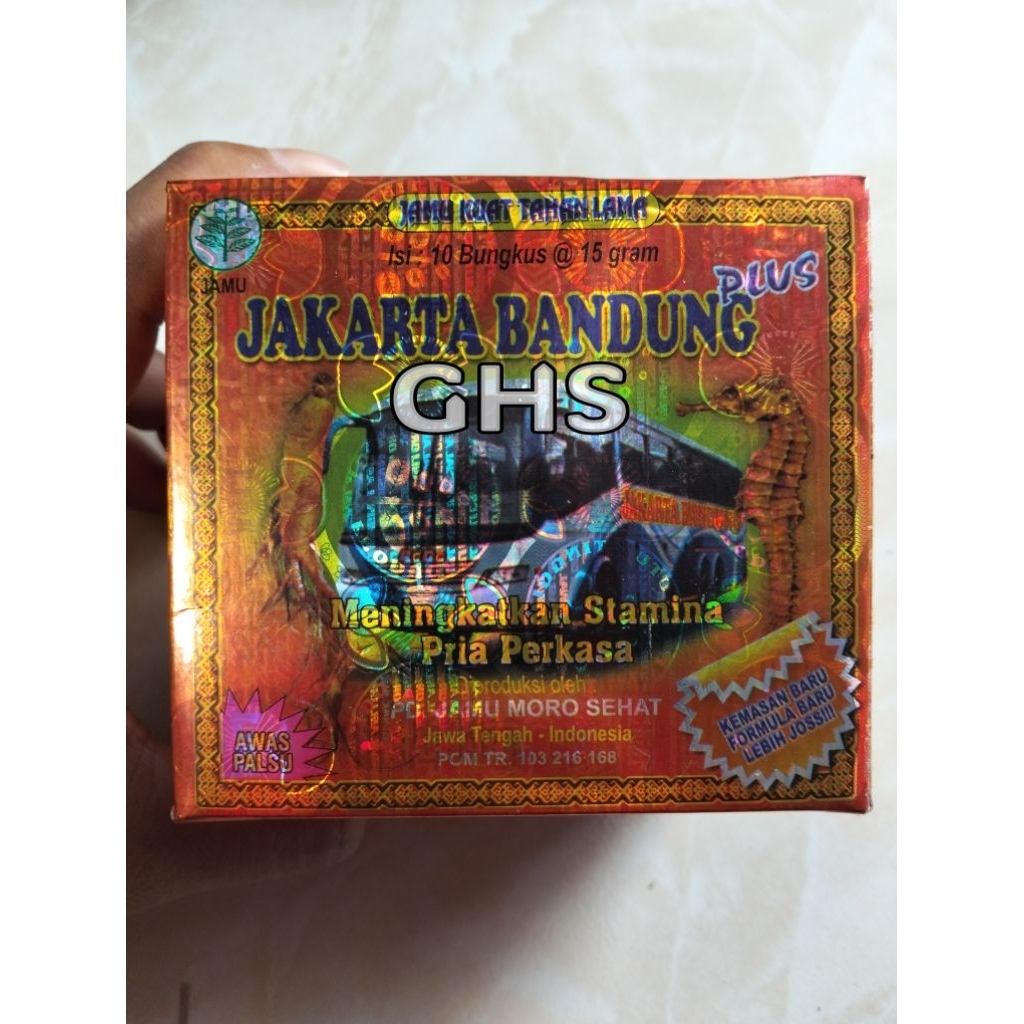 JAMU KUAT TAHAN LAMA
Isi : 10 Bungkus @ 15 gram
JAMU
JAKARTA BANDUNG
PLUS
GHS
Meningkatkan Stamina
Pria Perkasa
Diproduksi oleh :
PD. JAMU MORO SEHAT
Jawa Tengah - Indonesia
POM TR. 103 216 168
AWAS
PALSU
KEMASAN BARU
FORMULA BARU
LEBIH JOSS!!!